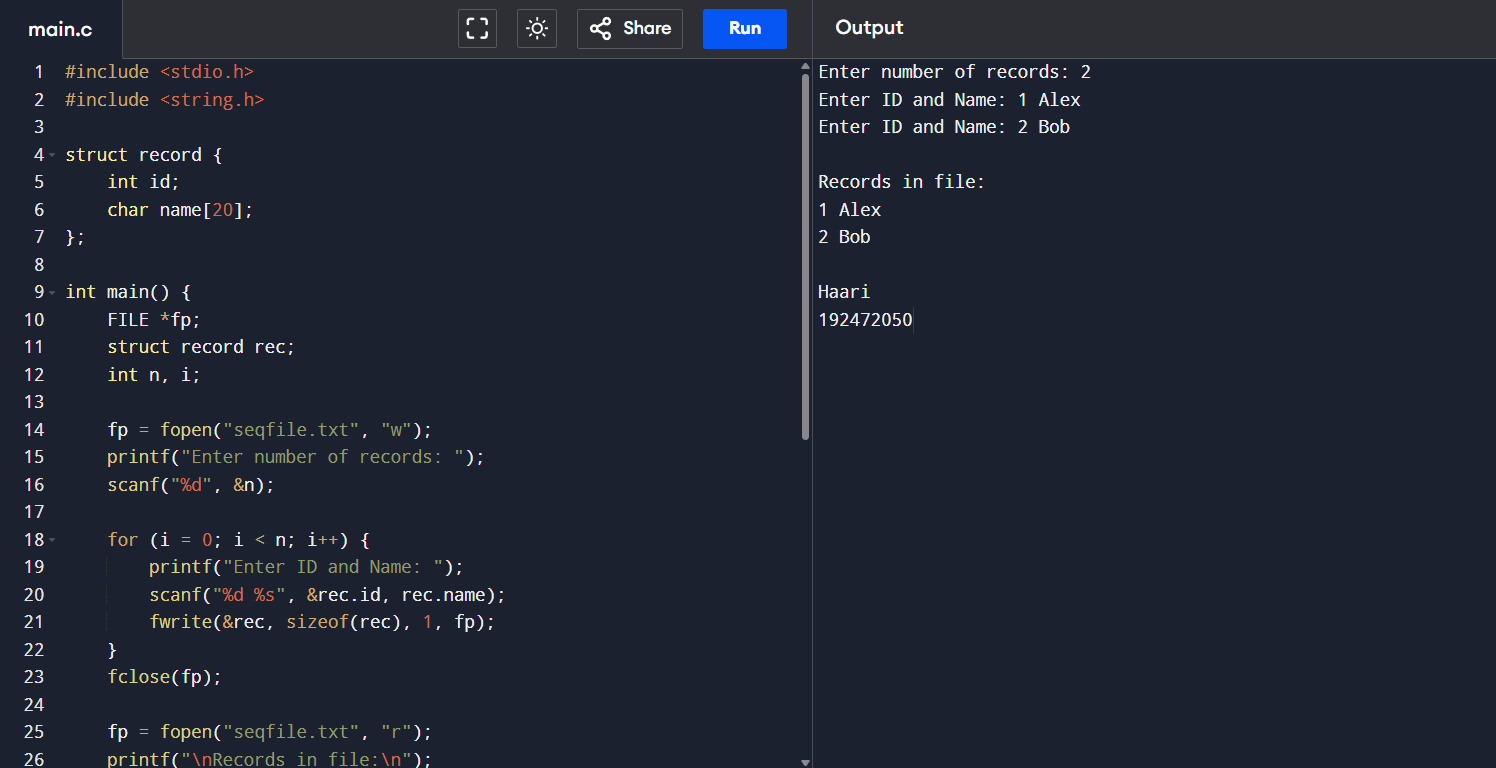 main.c
Share
Run
Output
1 #include <stdio.h>
2 #include <string.h>
3
4 struct record {
5     int id;
6     char name[20];
7 };
8
9 int main() {
10     FILE *fp;
11     struct record rec;
12     int n, i;
13
14     fp = fopen("seqfile.txt", "w");
15     printf("Enter number of records: ");
16     scanf("%d", &n);
17
18     for (i = 0; i < n; i++) {
19         printf("Enter ID and Name: ");
20         scanf("%d %s", &rec.id, rec.name);
21         fwrite(&rec, sizeof(rec), 1, fp);
22     }
23     fclose(fp);
24
25     fp = fopen("seqfile.txt", "r");
26     printf("\nRecords in file:\n");
Enter number of records: 2
Enter ID and Name: 1 Alex
Enter ID and Name: 2 Bob
Records in file:
1 Alex
2 Bob
Haari
192472050